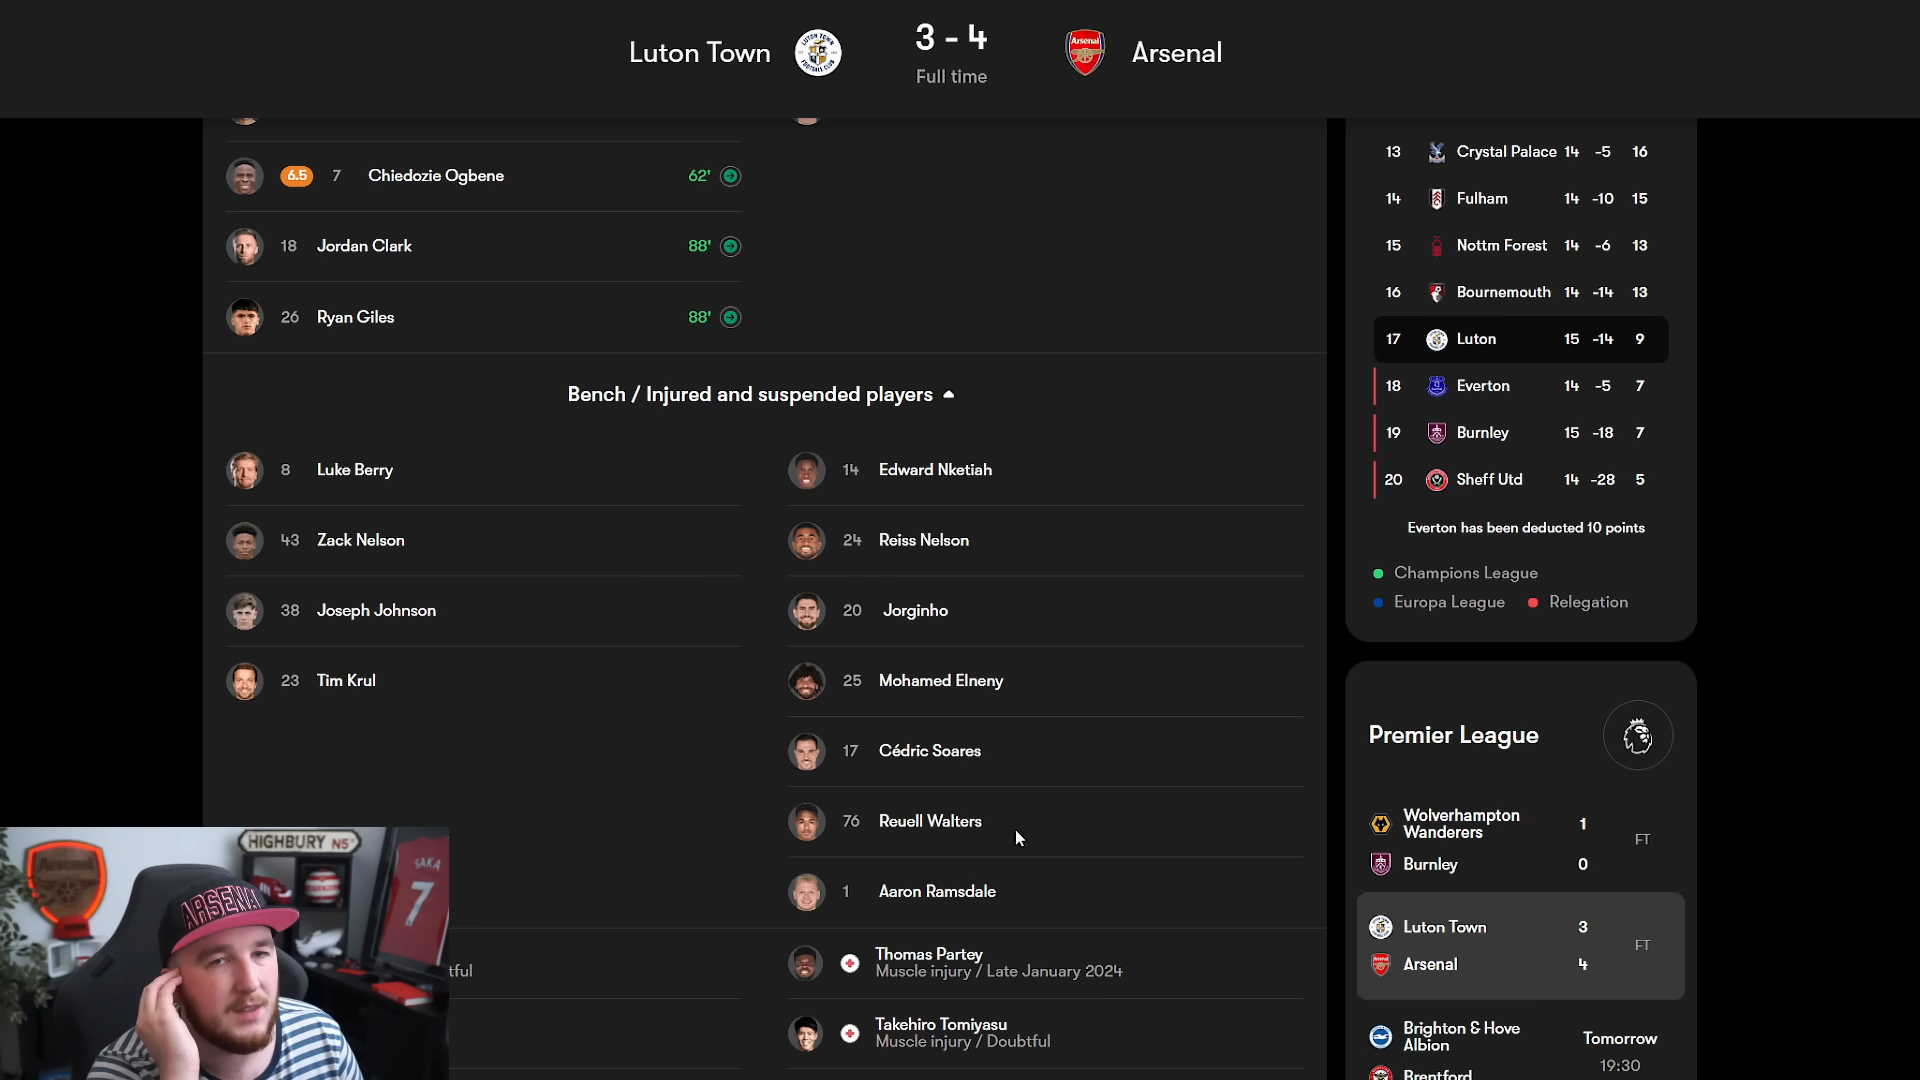 Luton Town
3 - 4
Full time
Arsenal
Arsenal
6.5 7 Chiedozie Ogbene 62'
18 Jordan Clark 88'
26 Ryan Giles 88'
Bench / Injured and suspended players
8 Luke Berry
43 Zack Nelson
38 Joseph Johnson
23 Tim Krul
14 Edward Nketiah
24 Reiss Nelson
20 Jorginho
25 Mohamed Elneny
17 Cédric Soares
76 Reuell Walters
1 Aaron Ramsdale
tful
Thomas Partey
Muscle injury / Late January 2024
Takehiro Tomiyasu
Muscle injury / Doubtful
13 Crystal Palace 14 -5 16
14 Fulham 14 -10 15
15 Nottm Forest 14 -6 13
16 Bournemouth 14 -14 13
17 Luton 15 -14 9
18 Everton 14 -5 7
19 Burnley 15 -18 7
20 Sheff Utd 14 -28 5
Everton has been deducted 10 points
Champions League
Europa League Relegation
Premier League
Wolverhampton
Wanderers 1
FT
Burnley 0
Luton Town 3
FT
Arsenal 4
Brighton & Hove
Albion
Tomorrow
19:30
Brentford
HIGHBURY N5
Arsenal
SAKA
7
ARSENAL